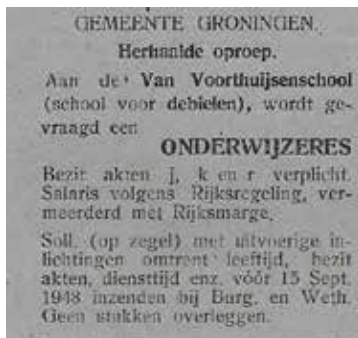 GEMEENTE GRONINGEN.
Herhaalde oproep.
Aan de Van Voorthuijsenschool
(school voor debielen), wordt ge-
vraagd een
ONDERWIJZERES
Bezit akten j, k en r verplicht.
Salaris volgens Rijksregeling, ver-
meerderd met Rijksmarge.
Soll. (op zegel) met uitvoerige in-
lichtingen omtrent leeftijd, bezit
akten, diensttijd enz. vóór 15 Sept.
1948 inzenden bij Burg. en Weth.
Geen stukken overleggen.